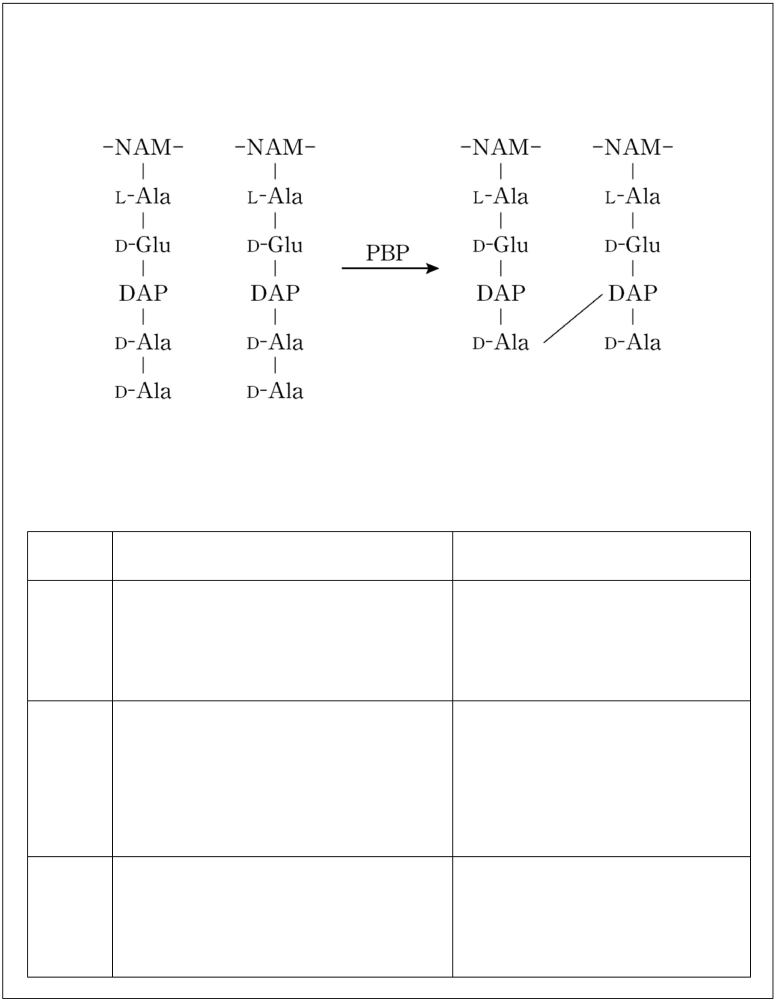 -NAM- -NAM- -NAM- -NAM-
L-Ala L-Ala L-Ala L-Ala
D-Glu D-Glu PBP D-Glu D-Glu
DAP DAP DAP DAP
D-Ala D-Ala D-Ala D-Ala
D-Ala D-Ala